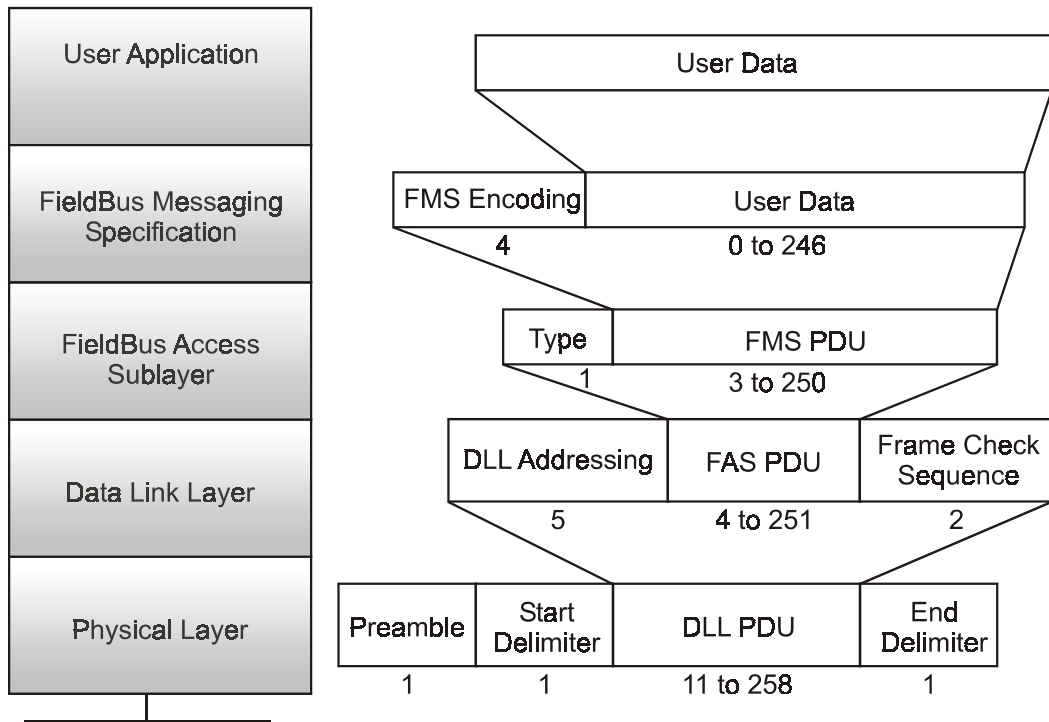 User Application
User Data
FieldBus Messaging
Specification
FMS Encoding
User Data
4
0 to 246
FieldBus Access
Sublayer
Type
FMS PDU
1
3 to 250
Data Link Layer
DLL Addressing
FAS PDU
Frame Check
Sequence
5
4 to 251
2
Physical Layer
Preamble
Start
Delimiter
DLL PDU
End
Delimiter
1
1
11 to 258
1